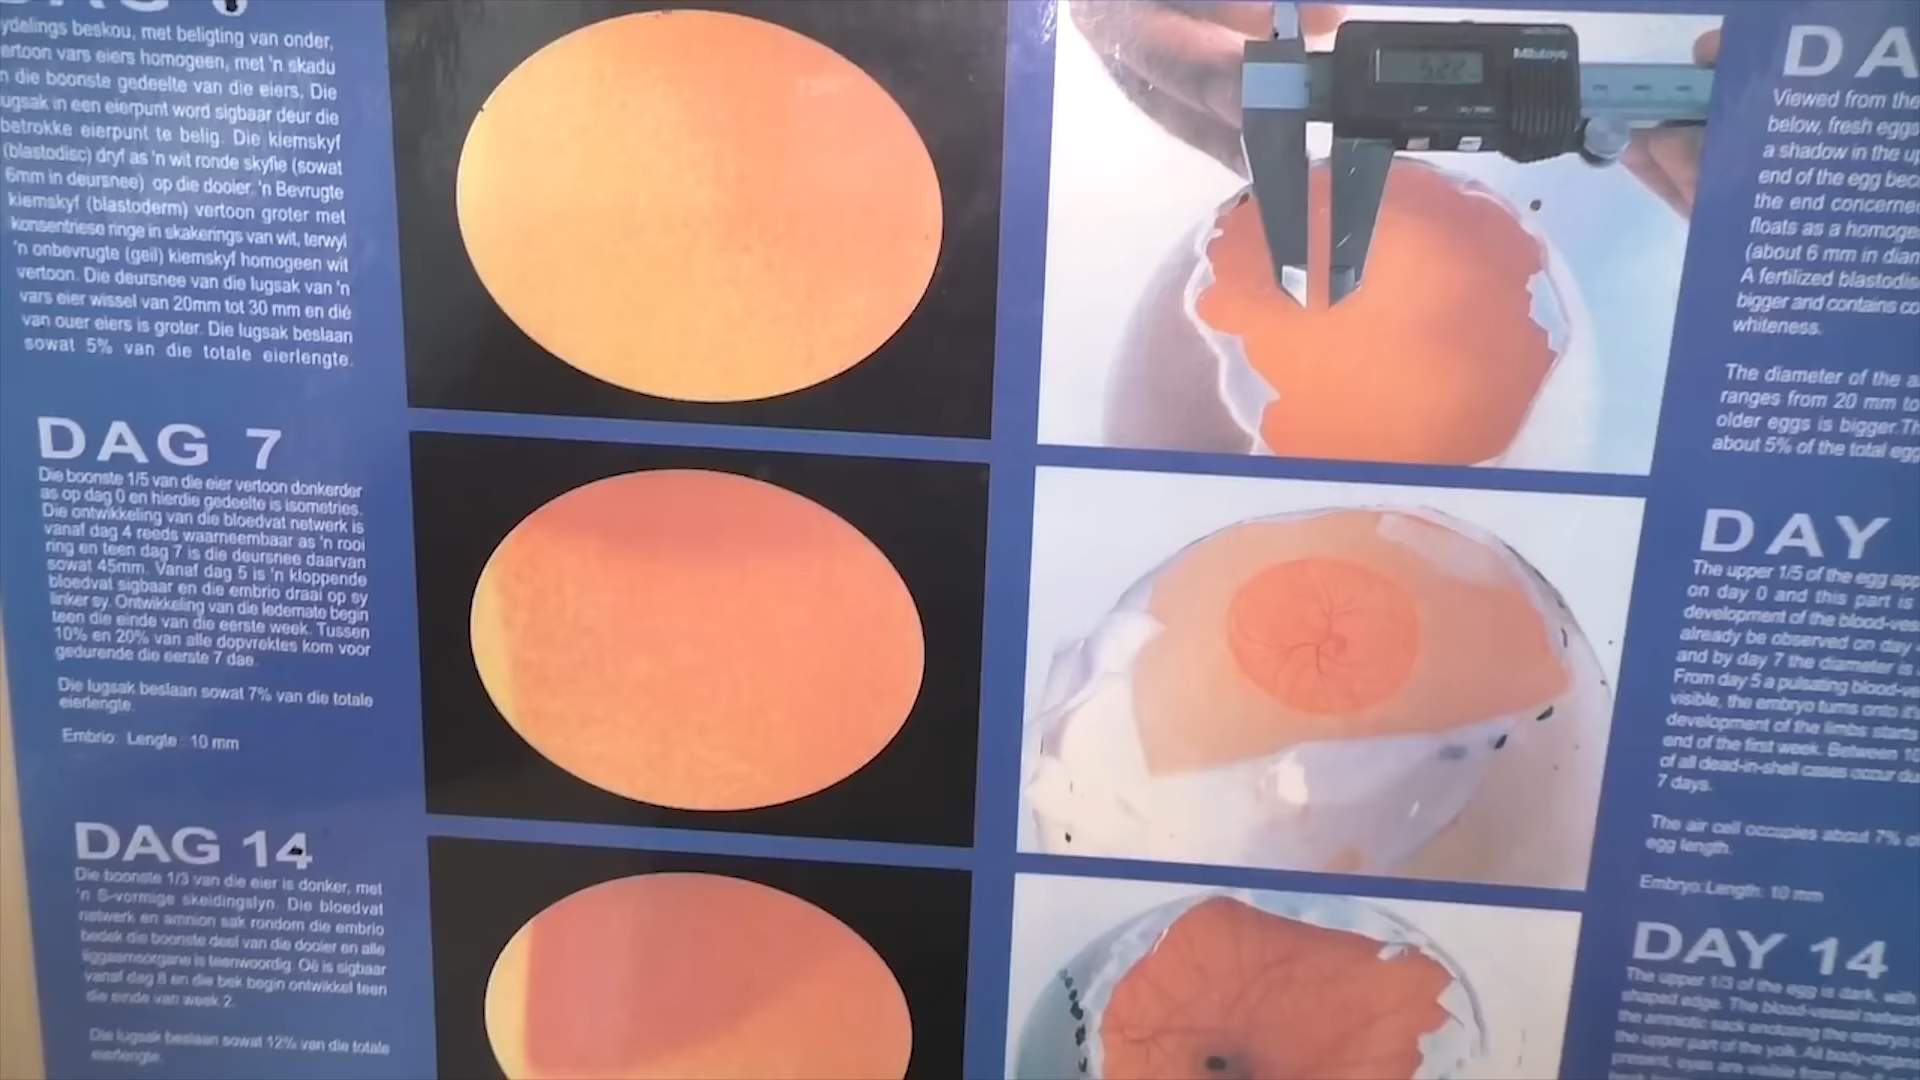 DAG 0
ydelings beskou, met beligting van onder,
ertoon vars eiers homogeen, met 'n skadu
n die boonste gedeelte van die eiers. Die
ugsak in een eierpunt word sigbaar deur die
betrokke eierpunt te belig. Die kiemskyf
(blastodisc) dryf as 'n wit ronde skyfie (sowat
6mm in deursnee) op die dooier. 'n Bevrugte
kiemskyf (blastoderm) vertoon groter met
konsentriese ringe in skakerings van wit, terwyl
'n onbevrugte (geil) kiemskyf homogeen wit
vertoon. Die deursnee van die lugsak van 'n
vars eier wissel van 20mm tot 30 mm en dié
van ouer eiers is groter. Die lugsak beslaan
sowat 5% van die totale eierlengte.
DAG 7
Die boonste 1/5 van die eier vertoon donkerder
as op dag 0 en hierdie gedeelte is isometries.
Die ontwikkeling van die bloedvat netwerk is
vanaf dag 4 reeds waarneembaar as 'n rooi
ring en teen dag 7 is die deursnee daarvan
sowat 45mm. Vanaf dag 5 is 'n kloppende
bloedvat sigbaar en die embrio draai op sy
linker sy. Ontwikkeling van die ledemate begin
teen die einde van die eerste week. Tussen
10% en 20% van alle dopvrektes kom voor
gedurende die eerste 7 dae.
Die lugsak beslaan sowat 7% van die totale
eierlengte.
Embrio: Lengte : 10 mm
DAG 14
Die boonste 1/3 van die eier is donker, met
'n S-vormige skeidingslyn. Die bloedvat
netwerk en amnion sak rondom die embrio
bedek die boonste deel van die dooier en alle
liggaamsorgane is teenwoordig. Oë is sigbaar
vanaf dag 8 en die bek begin ontwikkel teen
die einde van week 2.
Die lugsak beslaan sowat 12% van die totale
eierlengte.
5.22
Mitutoyo
DA
Viewed from the
below, fresh eggs
a shadow in the up
end of the egg bec
the end concerne
floats as a homoge
(about 6 mm in diam
A fertilized blastodis
bigger and contains co
whiteness.
The diameter of the a
ranges from 20 mm to
older eggs is bigger.Th
about 5% of the total egg
DAY
The upper 1/5 of the egg app
on day 0 and this part is
development of the blood-ves
already be observed on day 4
and by day 7 the diameter is
From day 5 a pulsating blood-ve
visible, the embryo turns onto it's
development of the limbs starts
end of the first week. Between 10
of all dead-in-shell cases occur du
7 days.
The air cell occupies about 7% of
egg length.
Embryo:Length: 10 mm
DAY 14
The upper 1/3 of the egg is dark, with
shaped edge. The blood-vessel network
the amniotic sack enclosing the embryo c
the upper part of the yolk. All body-organ
present, eyes are visible from